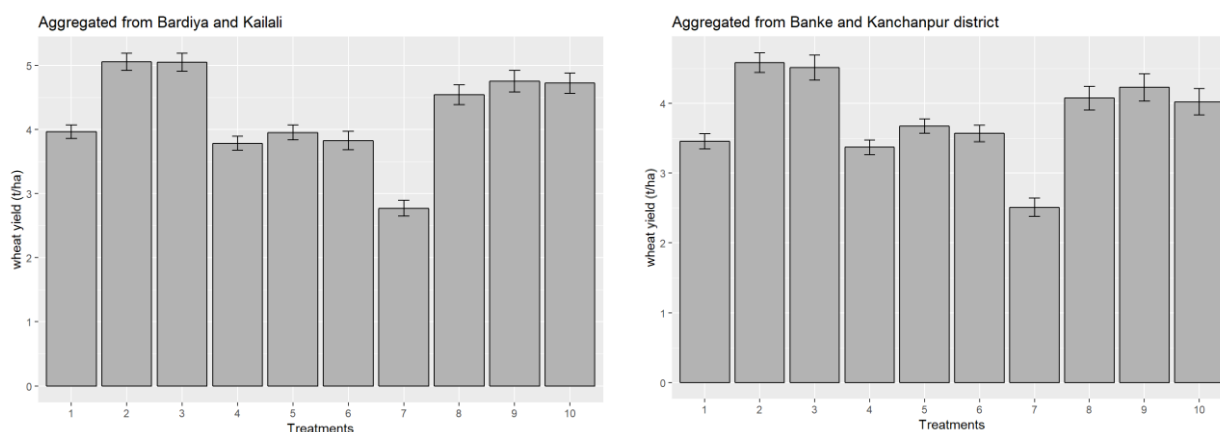 Aggregated from Bardiya and Kailali
wheat yield (t/ha)
5
4
3
2
1
0
1 2 3 4 5 6 7 8 9 10
Treatments
Aggregated from Banke and Kanchanpur district
wheat yield (t/ha)
4
3
2
1
0
1 2 3 4 5 6 7 8 9 10
Treatments